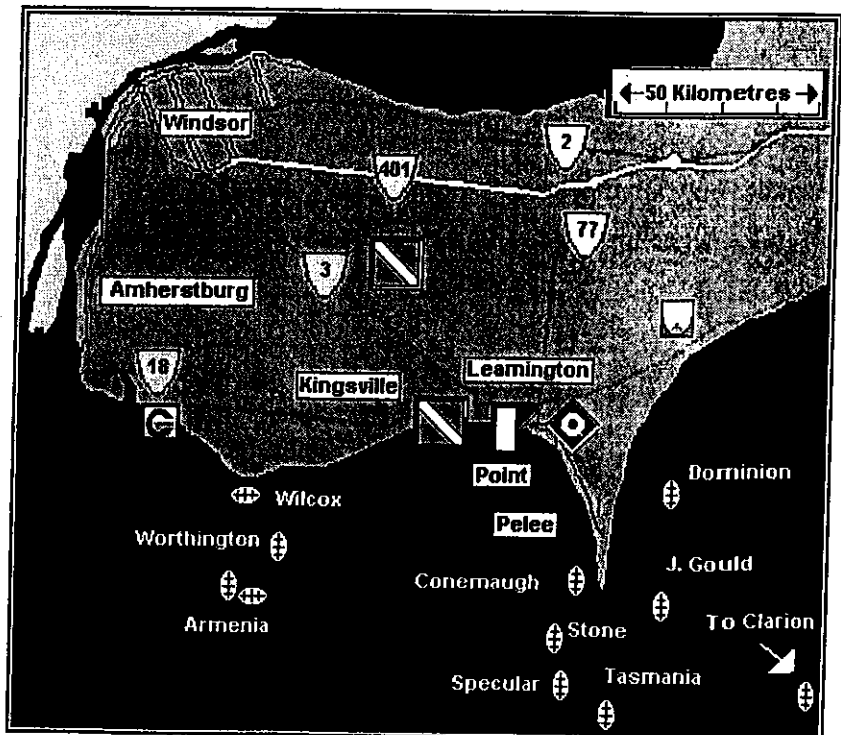 50 Kilometres
Windsor
2
401
77
3
Amherstburg
18
Leamington
Kingsville
G
Point
Pelee
Dominion
Wilcox
Worthington
Conemaugh
J. Gould
Armenia
Stone
To Clarion
Specular
Tasmania